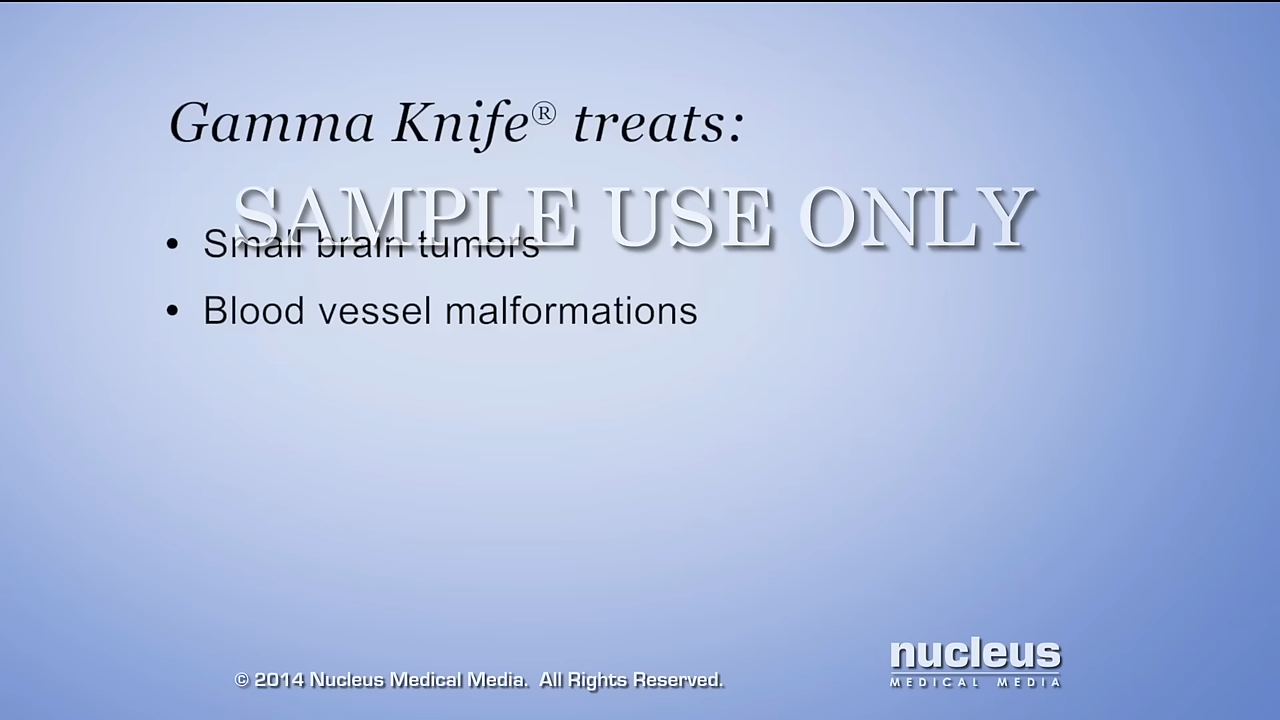 Gamma Knife® treats:
SAMPLE USE ONLY
• Small brain tumors
• Blood vessel malformations
nucleus
MEDICAL MEDIA
© 2014 Nucleus Medical Media. All Rights Reserved.